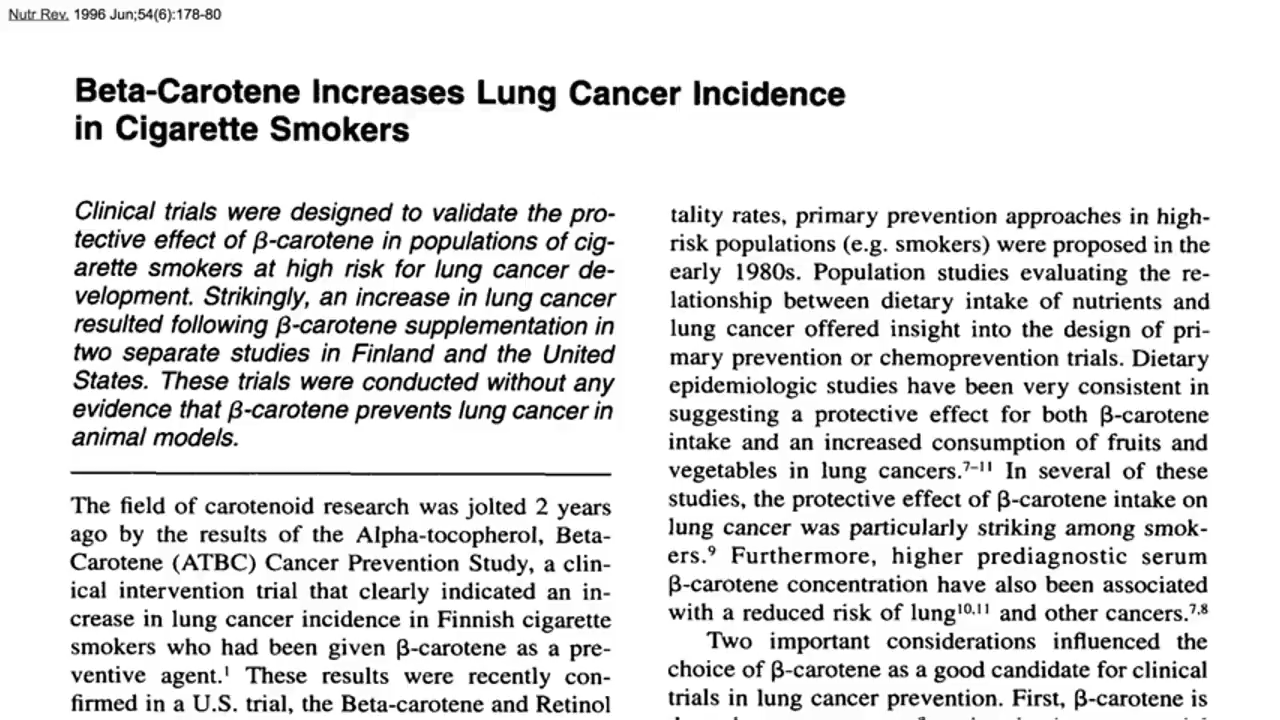 Nutr Rev. 1996 Jun;54(6):178-80
Beta-Carotene Increases Lung Cancer Incidence
in Cigarette Smokers
Clinical trials were designed to validate the pro-
tective effect of β-carotene in populations of cig-
arette smokers at high risk for lung cancer de-
velopment. Strikingly, an increase in lung cancer
resulted following β-carotene supplementation in
two separate studies in Finland and the United
States. These trials were conducted without any
evidence that β-carotene prevents lung cancer in
animal models.
The field of carotenoid research was jolted 2 years
ago by the results of the Alpha-tocopherol, Beta-
Carotene (ATBC) Cancer Prevention Study, a clin-
ical intervention trial that clearly indicated an in-
crease in lung cancer incidence in Finnish cigarette
smokers who had been given β-carotene as a pre-
ventive agent.¹ These results were recently con-
firmed in a U.S. trial, the Beta-carotene and Retinol
tality rates, primary prevention approaches in high-
risk populations (e.g. smokers) were proposed in the
early 1980s. Population studies evaluating the re-
lationship between dietary intake of nutrients and
lung cancer offered insight into the design of pri-
mary prevention or chemoprevention trials. Dietary
epidemiologic studies have been very consistent in
suggesting a protective effect for both β-carotene
intake and an increased consumption of fruits and
vegetables in lung cancers.⁷⁻¹¹ In several of these
studies, the protective effect of β-carotene intake on
lung cancer was particularly striking among smok-
ers.⁹ Furthermore, higher prediagnostic serum
β-carotene concentration have also been associated
with a reduced risk of lung¹⁰,¹¹ and other cancers.⁷,⁸
Two important considerations influenced the
choice of β-carotene as a good candidate for clinical
trials in lung cancer prevention. First, β-carotene is